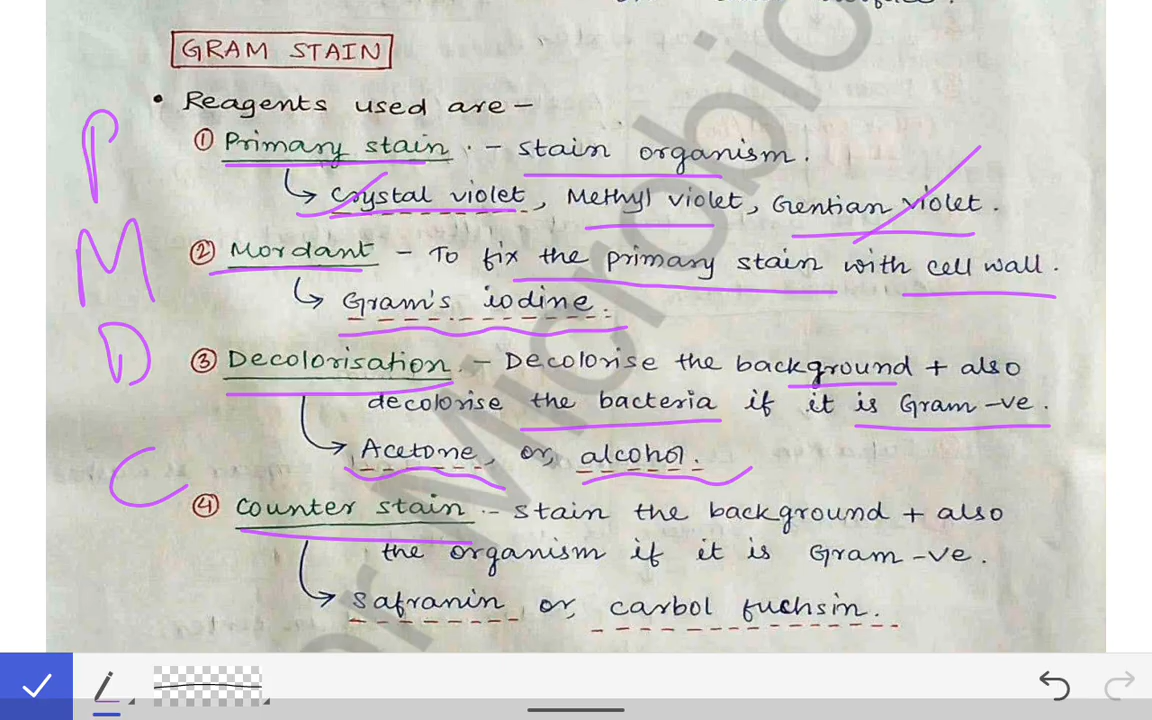 GRAM STAIN
• Reagents used are –
① Primary stain. – stain organism.
↳ Crystal violet, Methyl violet, Gentian violet.
② Mordant – To fix the primary stain with cell wall.
↳ Gram's iodine.
③ Decolorisation. – Decolorise the background + also
decolorise the bacteria if it is Gram -ve.
↳ Acetone, or, alcohol.
④ Counter stain – stain the background + also
the organism if it is Gram -ve.
↳ Safranin or, carbol fuchsin.
P
M
D
C